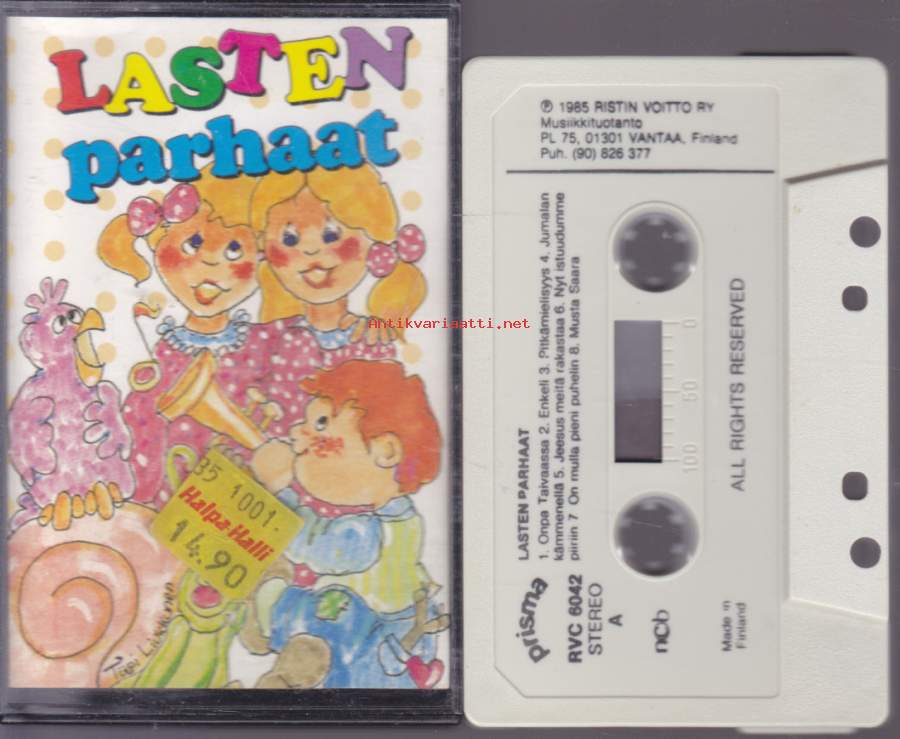 LASTEN
parhaat
35 1001.
Halpa-Halli
14.90
Antikvariaatti.net
℗ 1985 RISTIN VOITTO RY
Musiikkituotanto
PL 75, 01301 VANTAA, Finland
Puh. (90) 826 377
LASTEN PARHAAT
1. Onpa Taivaassa 2. Enkeli 3. Pitkämielisyys 4. Jumalan
kämmenellä 5. Jeesus meitä rakastaa 6. Nyt istuudumme
piiriin 7 On mulla pieni puhelin 8. Musta Saara
prisma
RVC 6042
STEREO
A
ncb
0
50
100
ALL RIGHTS RESERVED
Made in
Finland